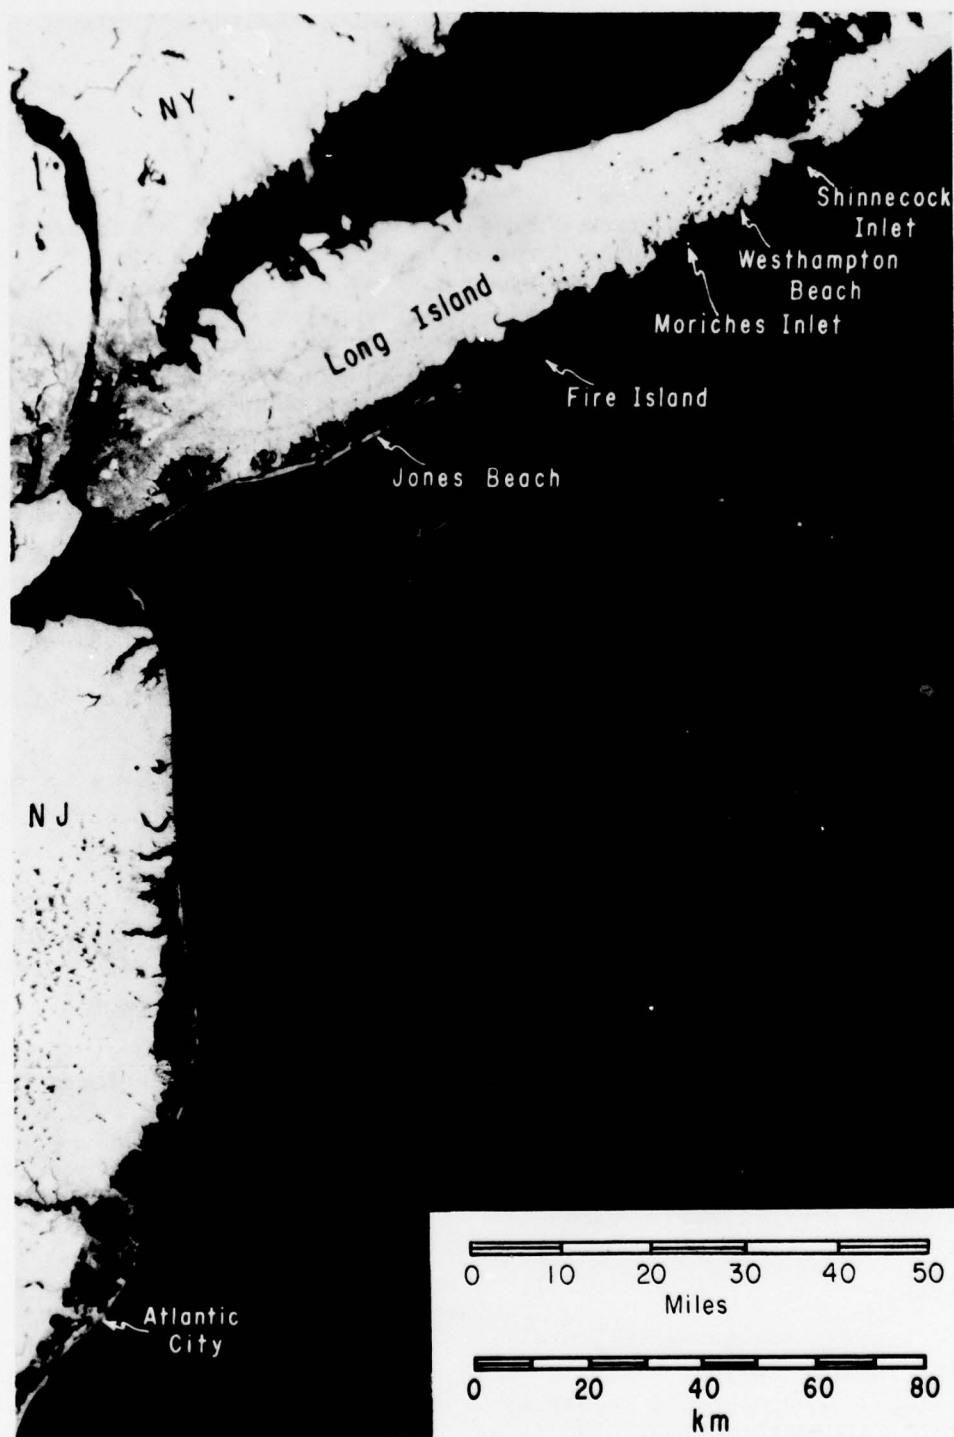 NY
Shinnecock
Inlet
Westhampton
Beach
Moriches Inlet
Long Island
Fire Island
Jones Beach
NJ
0 10 20 30 40 50
Miles
Atlantic
City
0 20 40 60 80
km